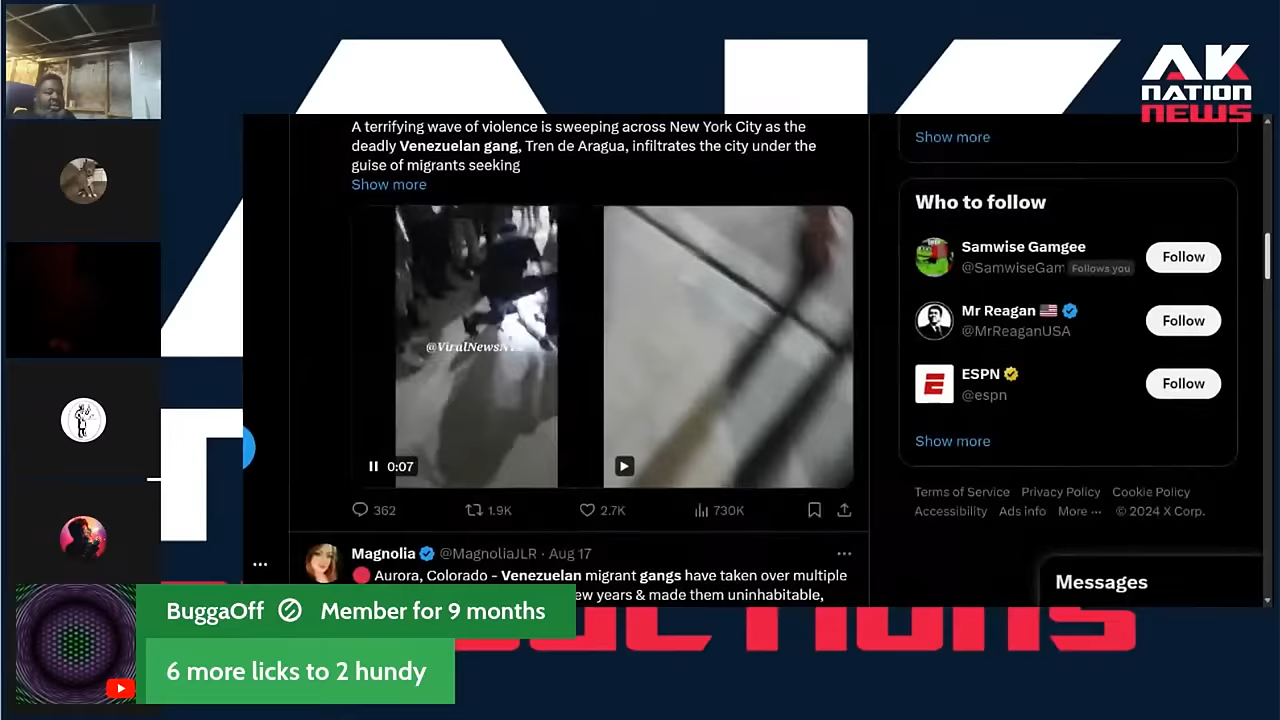 AK
NATION
NEWS
A terrifying wave of violence is sweeping across New York City as the
deadly Venezuelan gang, Tren de Aragua, infiltrates the city under the
guise of migrants seeking
Show more
@ViralNewsN
0:07
362
1.9K
2.7K
730K
Magnolia @MagnoliaJLR · Aug 17
Aurora, Colorado - Venezuelan migrant gangs have taken over multiple
ew years & made them uninhabitable,
Show more
Who to follow
Samwise Gamgee
@SamwiseGam Follows you
Follow
Mr Reagan
@MrReaganUSA
Follow
ESPN
@espn
Follow
Show more
Terms of Service Privacy Policy Cookie Policy
Accessibility Ads info More ··· © 2024 X Corp.
Messages
BuggaOff Member for 9 months
6 more licks to 2 hundy